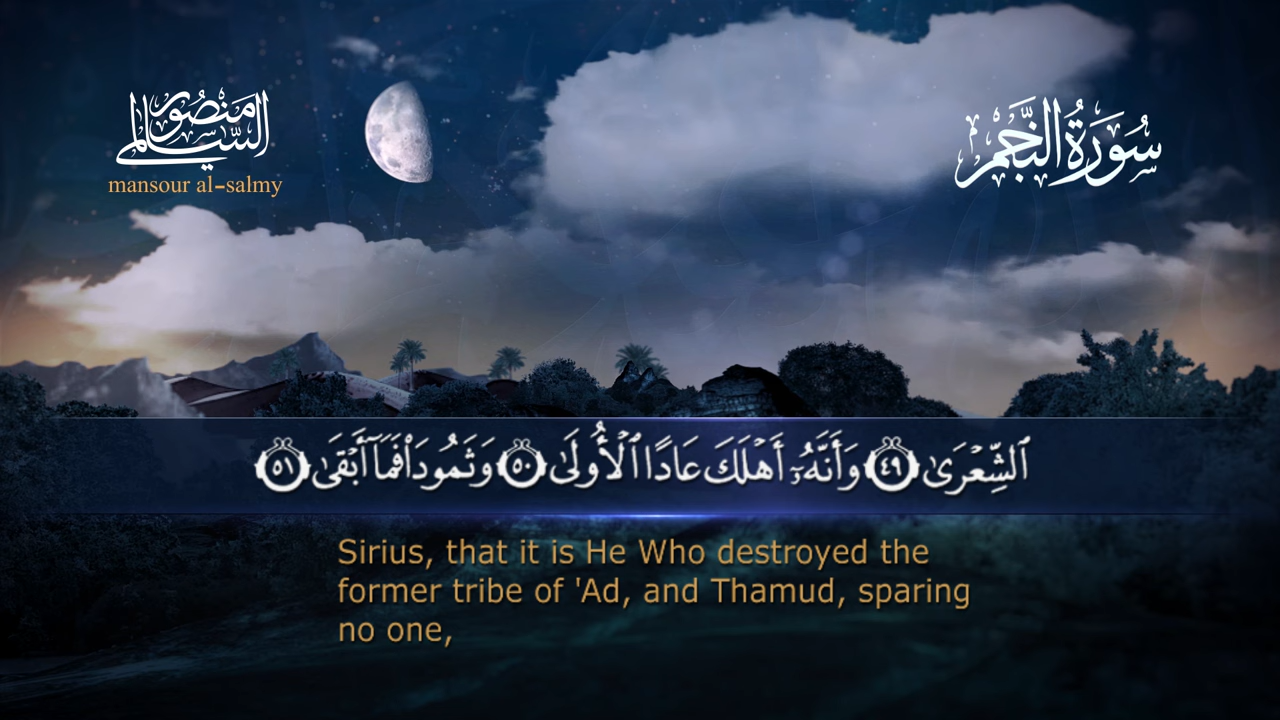 منصور السالمي
mansour al-salmy
سُورَةُ النَّجْمِ
ٱلشِّعْرَىٰ ٤٩ وَأَنَّهُۥٓ أَهْلَكَ عَادًا ٱلْأُولَىٰ ٥٠ وَثَمُودَا۟ فَمَآ أَبْقَىٰ ٥١
Sirius, that it is He Who destroyed the
former tribe of 'Ad, and Thamud, sparing
no one,